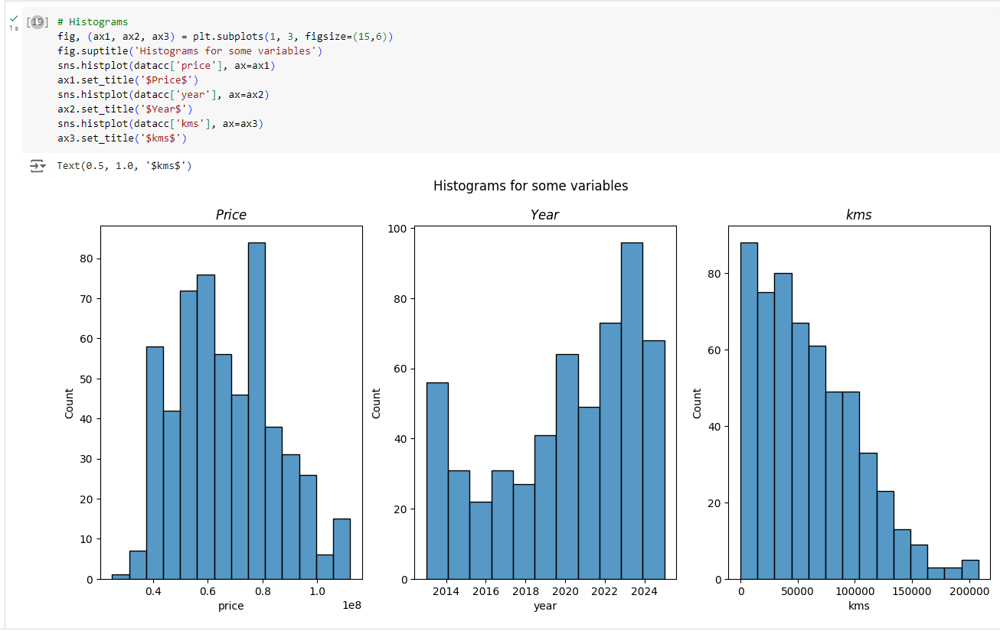 [19]
1 s
# Histograms
fig, (ax1, ax2, ax3) = plt.subplots(1, 3, figsize=(15,6))
fig.suptitle('Histograms for some variables')
sns.histplot(datacc['price'], ax=ax1)
ax1.set_title('$Price$')
sns.histplot(datacc['year'], ax=ax2)
ax2.set_title('$Year$')
sns.histplot(datacc['kms'], ax=ax3)
ax3.set_title('$kms$')
Text(0.5, 1.0, '$kms$')
Histograms for some variables
Price
Count
80
70
60
50
40
30
20
10
0
0.4 0.6 0.8 1.0
1e8
price
Year
Count
100
80
60
40
20
0
2014 2016 2018 2020 2022 2024
year
kms
Count
80
60
40
20
0
0 50000 100000 150000 200000
kms